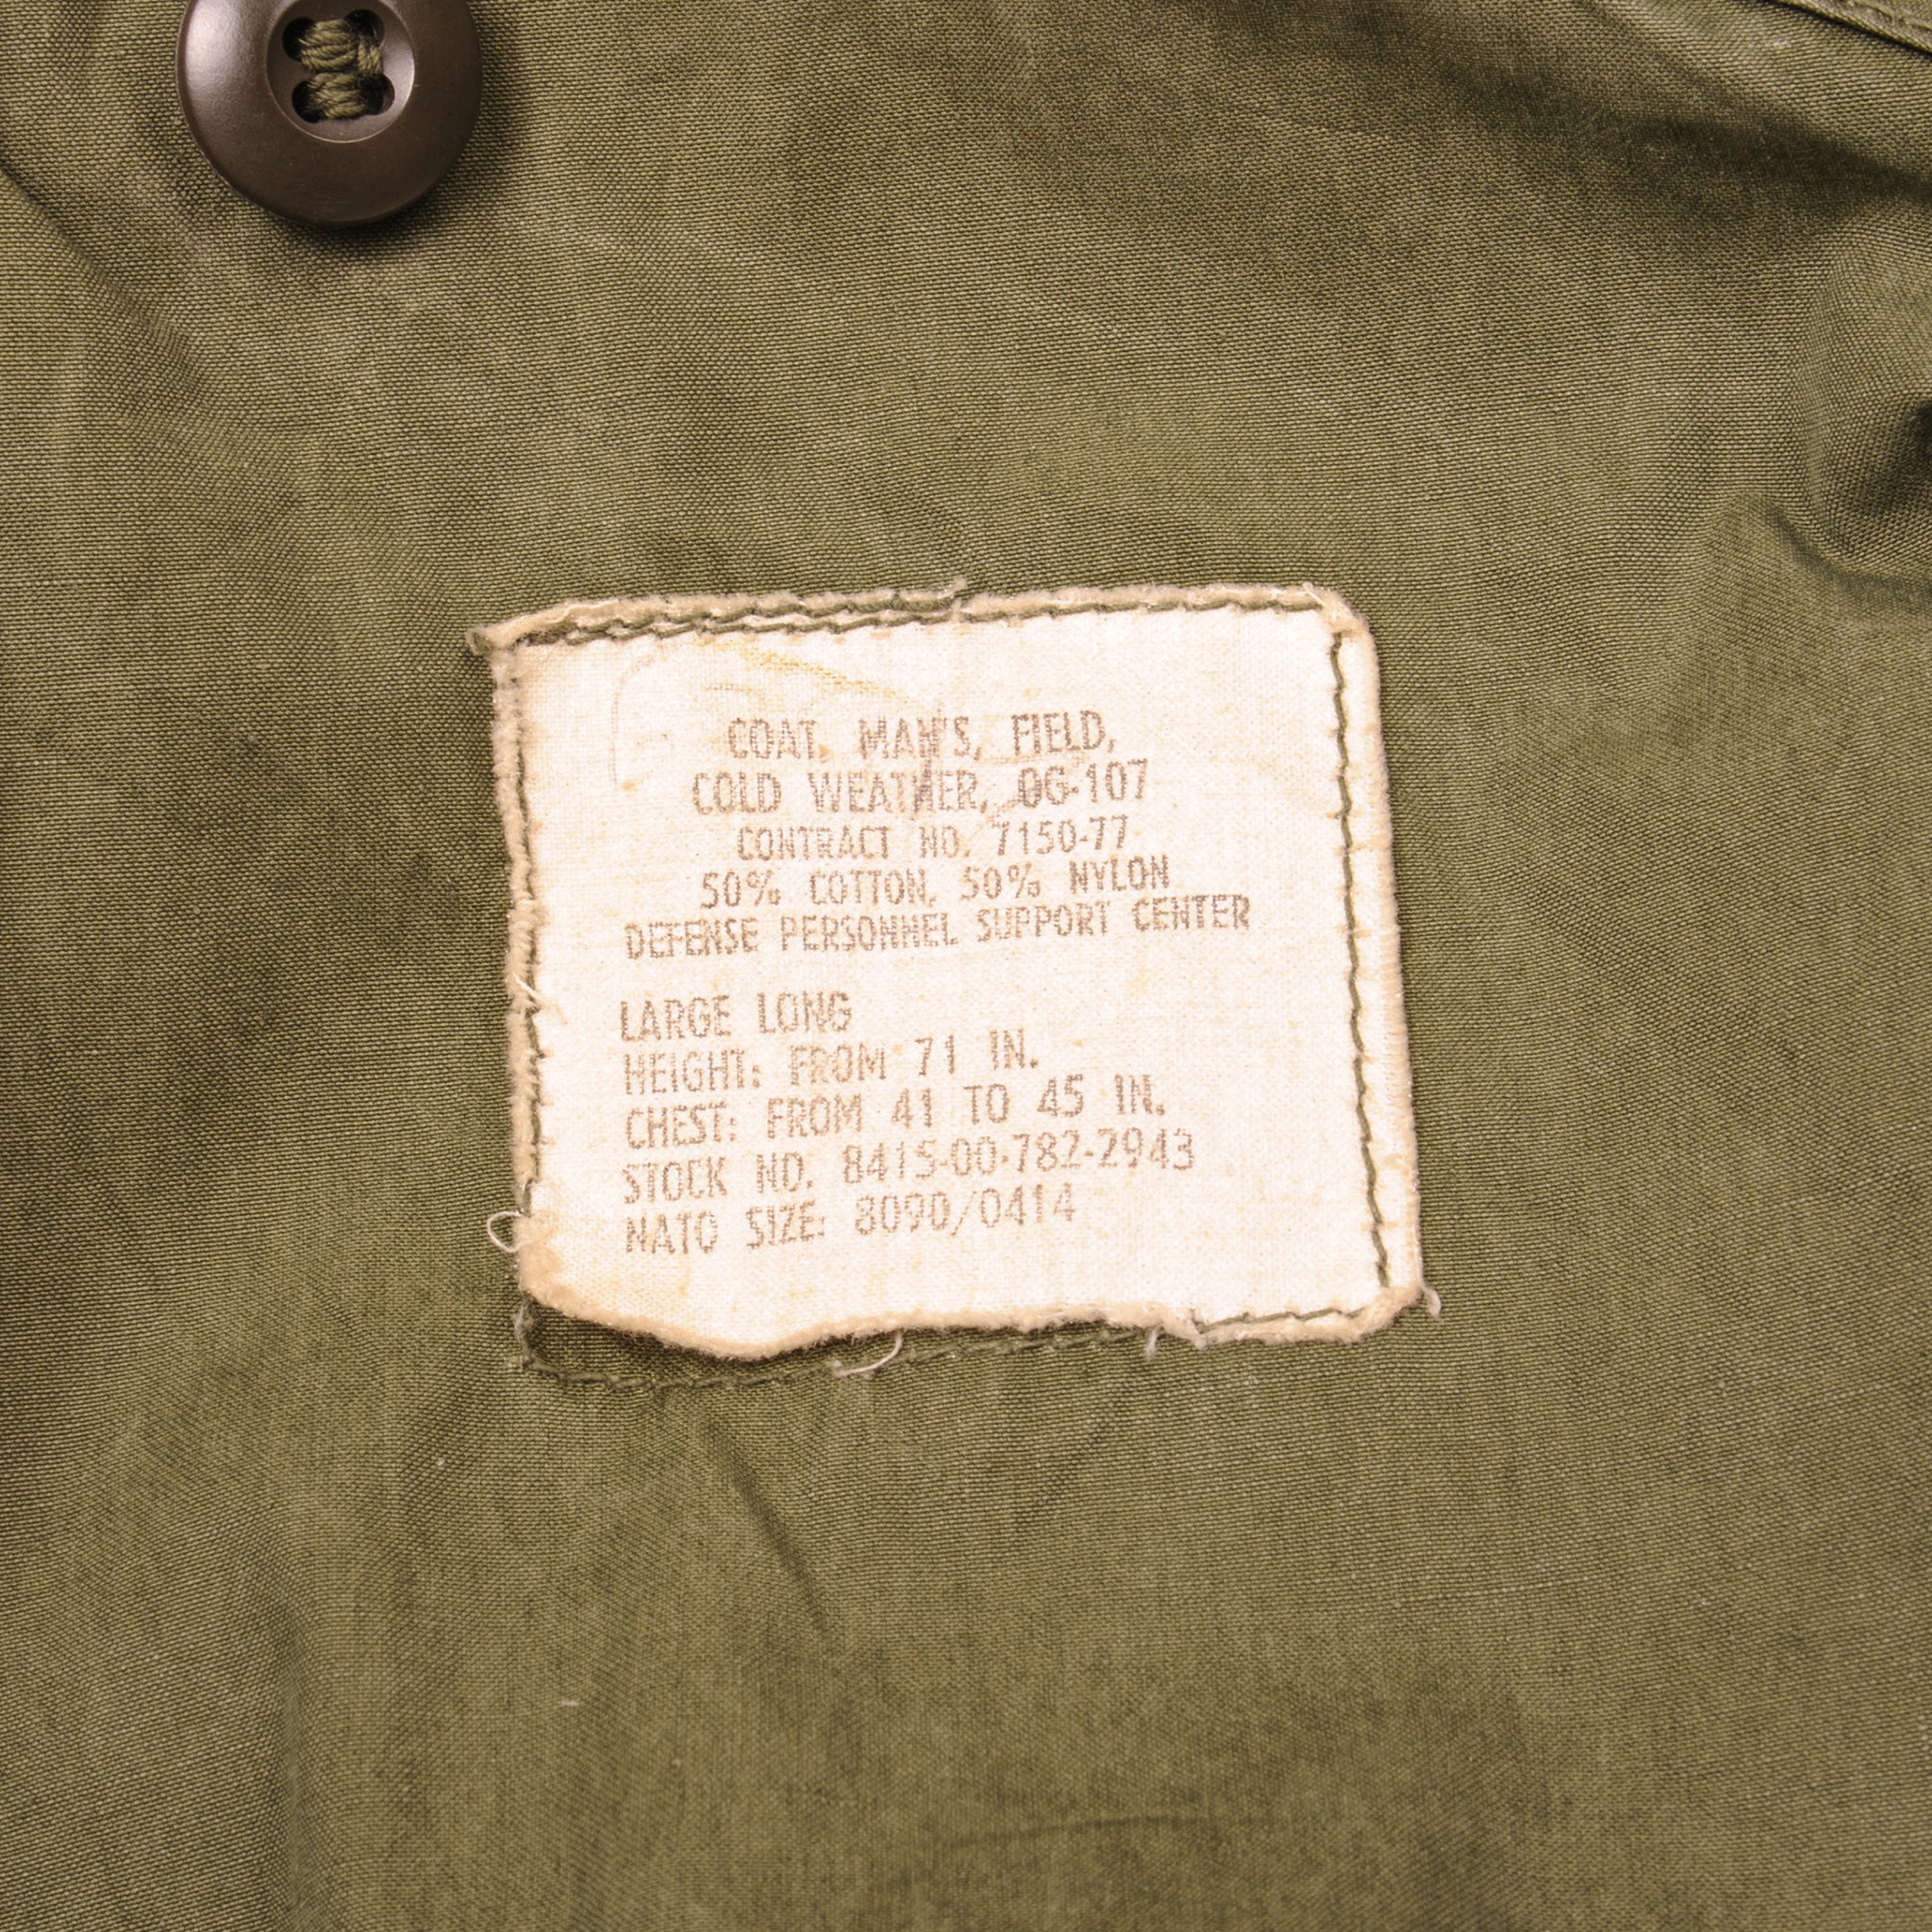 COAT, MAN'S, FIELD,
COLD WEATHER, OG-107
CONTRACT NO. 7150-77
50% COTTON, 50% NYLON
DEFENSE PERSONNEL SUPPORT CENTER
LARGE LONG
HEIGHT: FROM 71 IN.
CHEST: FROM 41 TO 45 IN.
STOCK NO. 8415-00-782-2943
NATO SIZE: 8090/0414